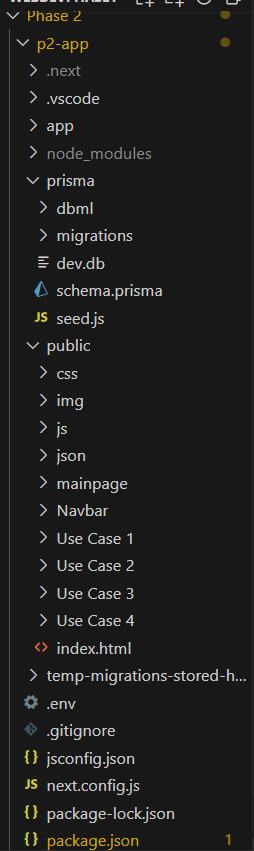 Phase 2
p2-app
.next
.vscode
app
node_modules
prisma
dbml
migrations
dev.db
schema.prisma
JS seed.js
public
css
img
js
json
mainpage
Navbar
Use Case 1
Use Case 2
Use Case 3
Use Case 4
<> index.html
temp-migrations-stored-h...
.env
.gitignore
{} jsconfig.json
JS next.config.js
{} package-lock.json
{} package.json 1